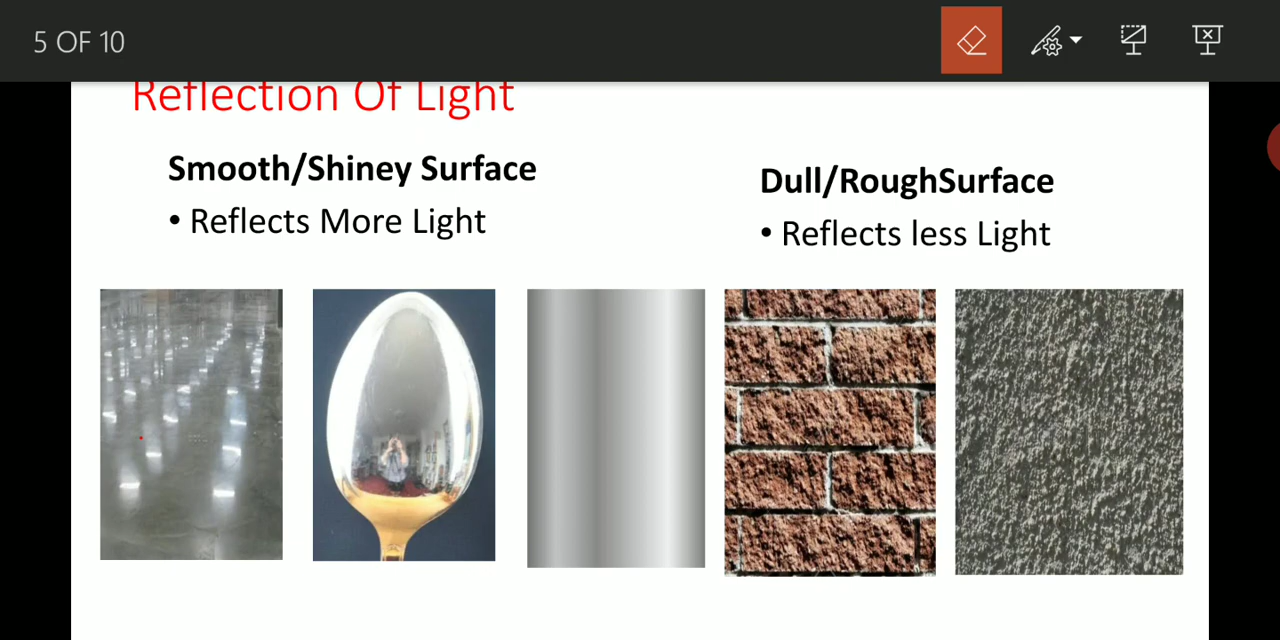 5 OF 10
Reflection Of Light
Smooth/Shiney Surface
• Reflects More Light
Dull/RoughSurface
• Reflects less Light